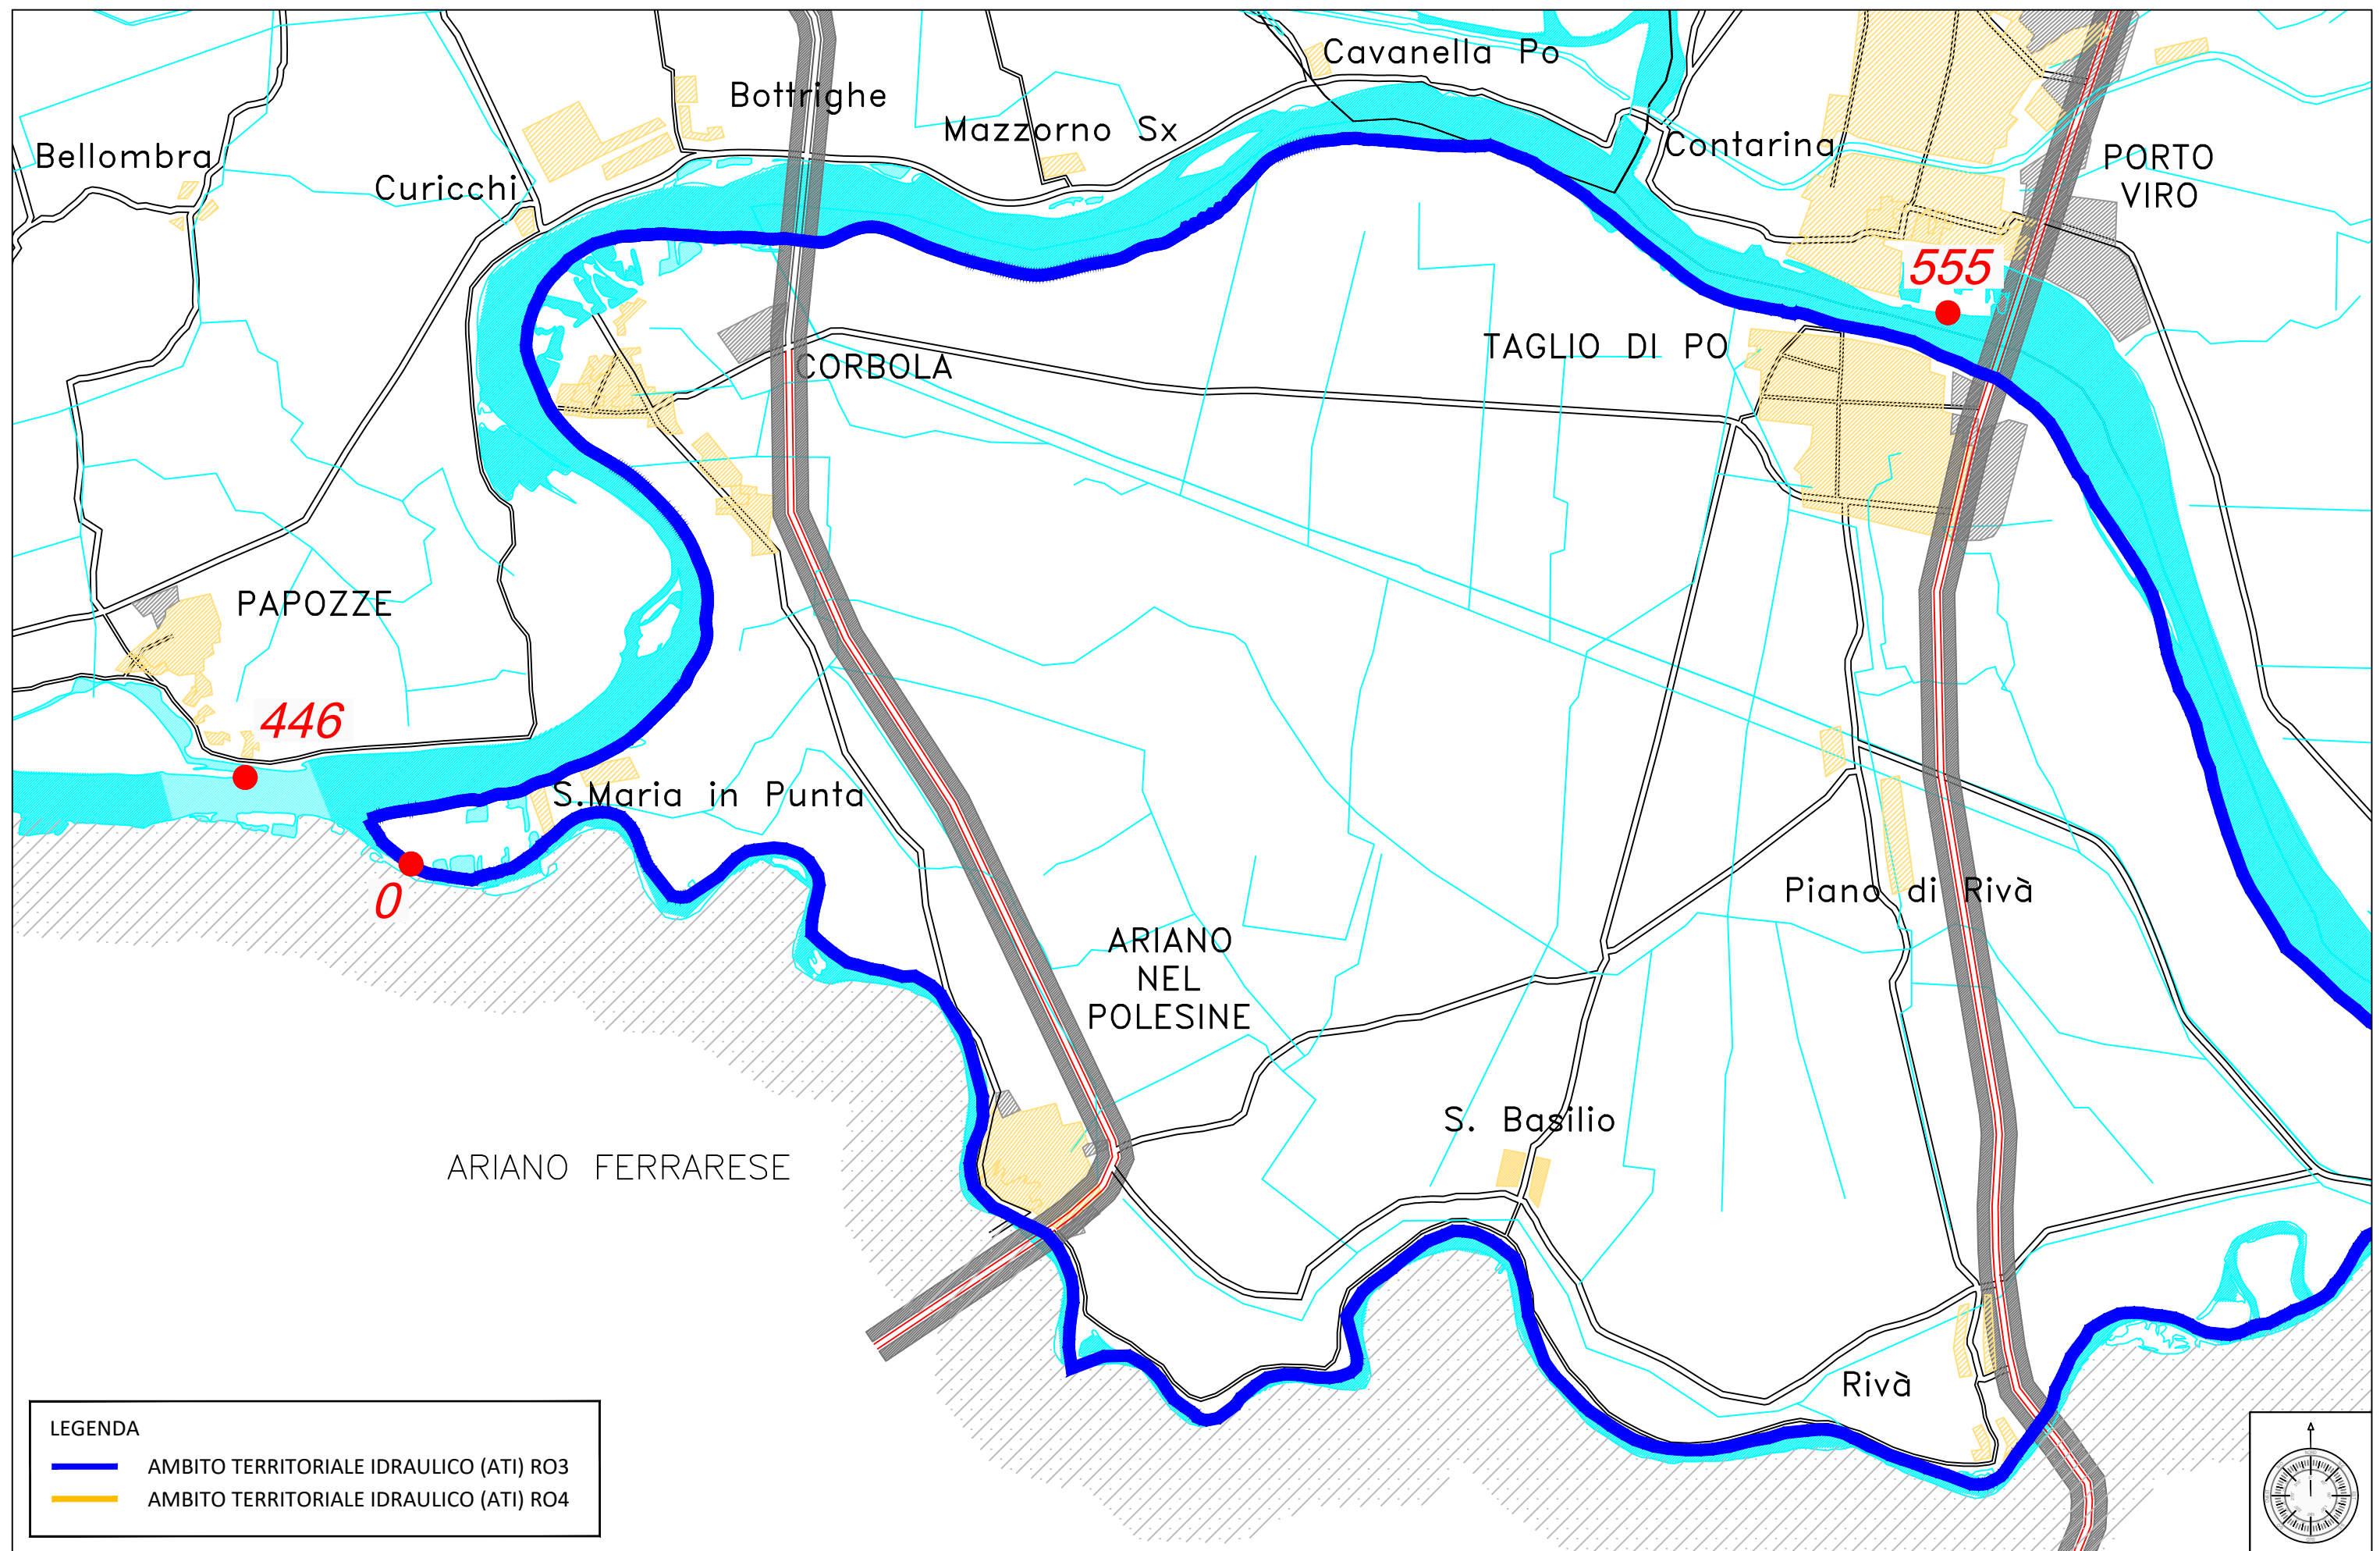 Cavanella Po
Bottrighe
Mazzorno Sx
Bellombra
Contarina
PORTO
VIRO
Curicchi
555
TAGLIO DI PO
CORBOLA
PAPOZZE
446
S.Maria in Punta
0
Piano di Rivà
ARIANO
NEL
POLESINE
S. Basilio
ARIANO FERRARESE
Rivà
LEGENDA
AMBITO TERRITORIALE IDRAULICO (ATI) RO3
AMBITO TERRITORIALE IDRAULICO (ATI) RO4